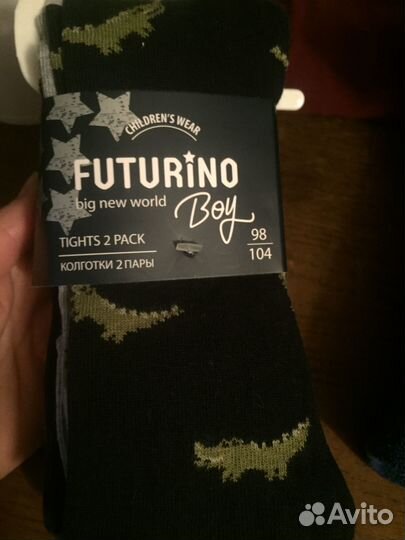 CHILDREN'S WEAR
FUTURiNO
big new world
Boy
TIGHTS 2 PACK
КОЛГОТКИ 2 ПАРЫ
98
104
Avito